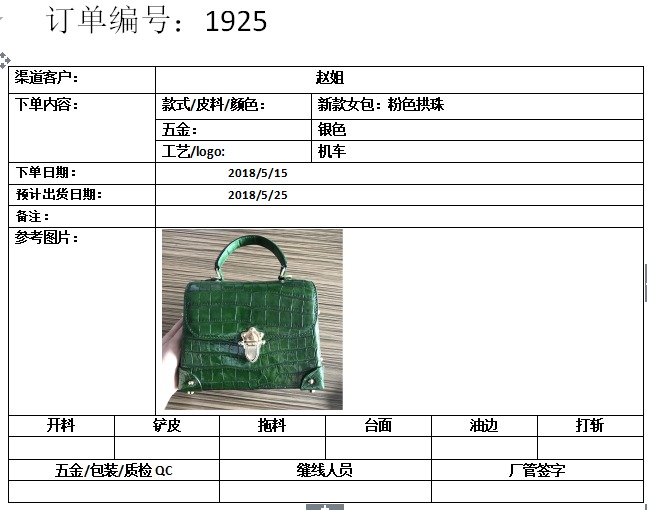 订单编号：1925
渠道客户： 赵姐
下单内容： 款式/皮料/颜色： 新款女包：粉色拱珠
五金： 银色
工艺/logo: 机车
下单日期： 2018/5/15
预计出货日期： 2018/5/25
备注：
参考图片：
开料 铲皮 拖料 台面 油边 打斩
五金/包装/质检 QC 缝线人员 厂管签字